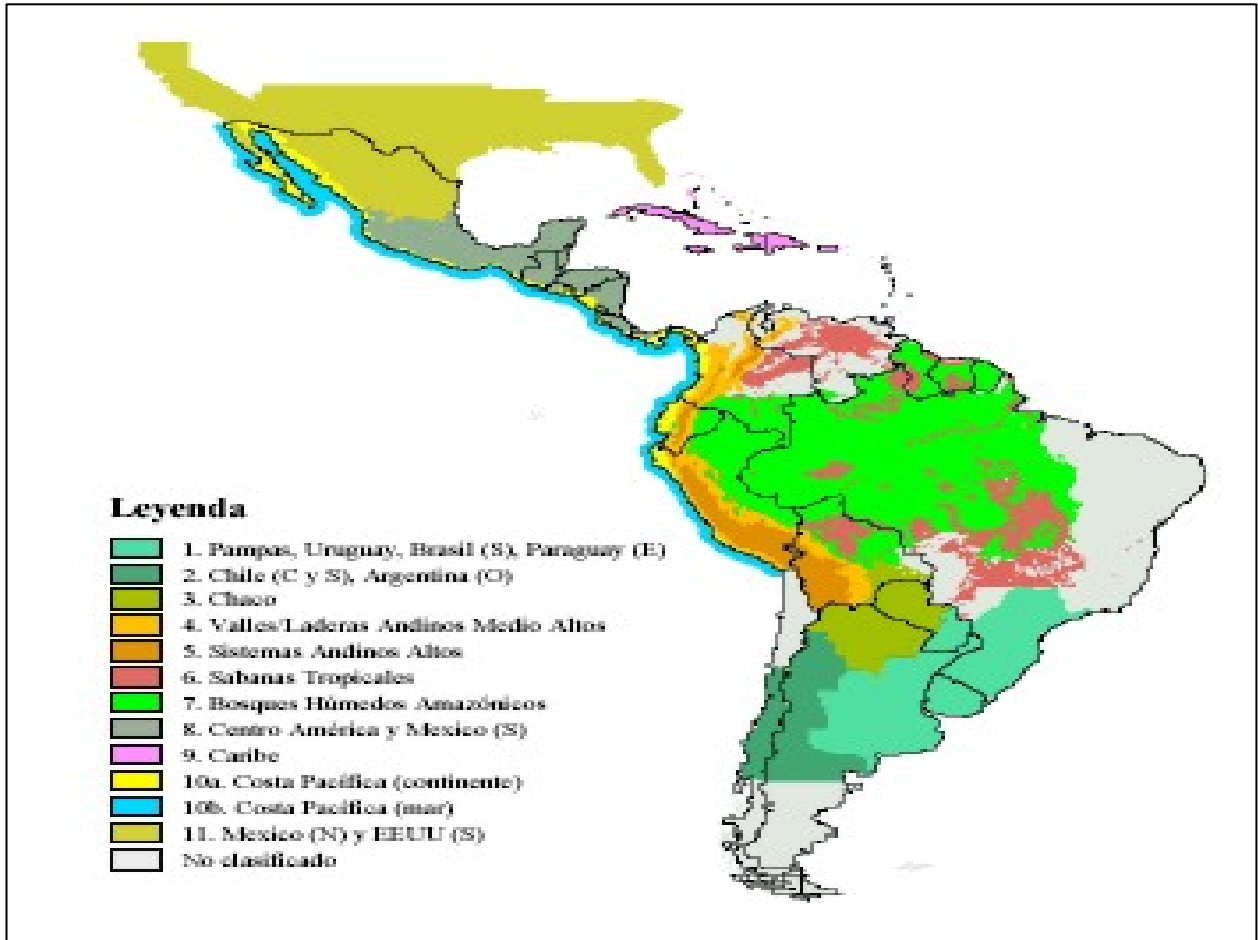 Leyenda
1. Pampas, Uruguay, Brasil (S), Paraguay (E)
2. Chile (C y S), Argentina (O)
3. Chaco
4. Valles/Laderas Andinos Medio Altos
5. Sistemas Andinos Altos
6. Sabanas Tropicales
7. Bosques Húmedos Amazónicos
8. Centro América y Mexico (S)
9. Caribe
10a. Costa Pacífica (continente)
10b. Costa Pacífica (mar)
11. Mexico (N) y EEUU (S)
No clasificado